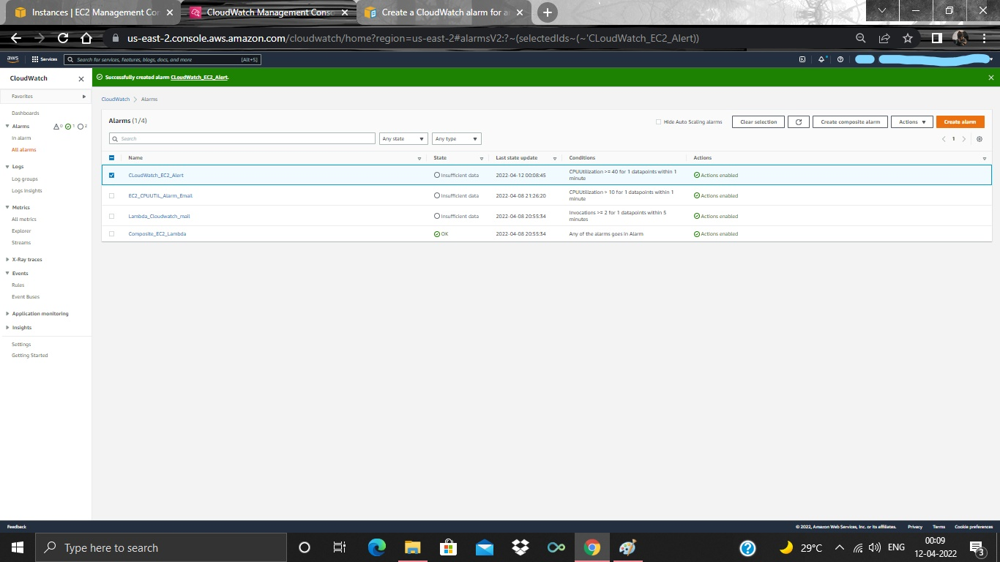 Instances | EC2 Management Cor
CloudWatch Management Conso
Create a CloudWatch alarm for a
us-east-2.console.aws.amazon.com/cloudwatch/home?region=us-east-2#alarmsV2:?~(selectedIds~(~'CLoudWatch_EC2_Alert))
aws
Services
Search for services, features, blogs, docs, and more
[Alt+S]
CloudWatch
Successfully created alarm CLoudWatch_EC2_Alert.
Favorites
Dashboards
Alarms
0
1
2
In alarm
All alarms
Logs
Log groups
Logs Insights
Metrics
All metrics
Explorer
Streams
X-Ray traces
Events
Rules
Event Buses
Application monitoring
Insights
Settings
Getting Started
CloudWatch
Alarms
Alarms (1/4)
Hide Auto Scaling alarms
Clear selection
Create composite alarm
Actions
Create alarm
Search
Any state
Any type
1
Name
State
Last state update
Conditions
Actions
CLoudWatch_EC2_Alert
Insufficient data
2022-04-12 00:08:45
CPUUtilization >= 40 for 1 datapoints within 1
minute
Actions enabled
EC2_CPUUTIL_Alarm_Email
Insufficient data
2022-04-08 21:26:20
CPUUtilization > 10 for 1 datapoints within 1
minute
Actions enabled
Lambda_Cloudwatch_mail
Insufficient data
2022-04-08 20:55:34
Invocations >= 2 for 1 datapoints within 5
minutes
Actions enabled
Composite_EC2_Lambda
OK
2022-04-08 20:55:34
Any of the alarms goes in Alarm
Actions enabled
Feedback
© 2022, Amazon Web Services, Inc. or its affiliates.
Privacy
Terms
Cookie preferences
Type here to search
29°C
ENG
00:09
12-04-2022
3